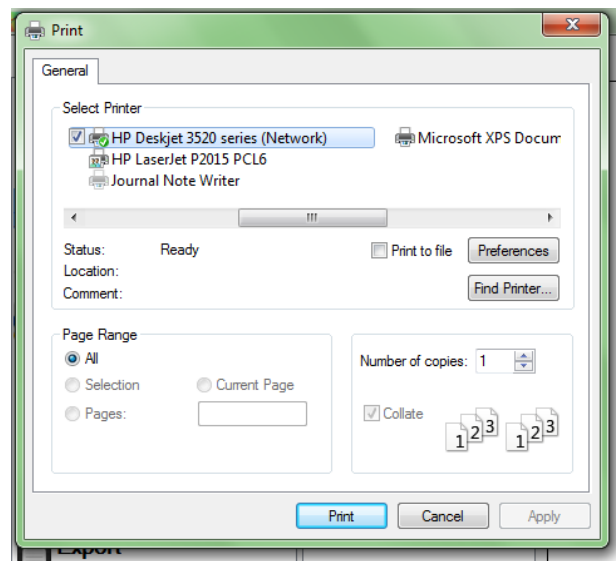 Print
General
Select Printer
HP Deskjet 3520 series (Network)
Microsoft XPS Docum
HP LaserJet P2015 PCL6
Journal Note Writer
Status: Ready
Print to file
Preferences
Location:
Comment:
Find Printer...
Page Range
All
Number of copies: 1
Selection
Current Page
Pages:
Collate
1 2 3 1 2 3
Print
Cancel
Apply
Export